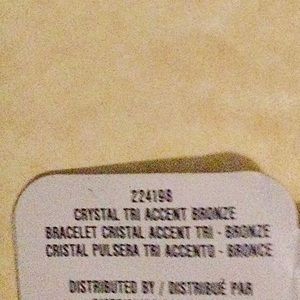 224198
CRYSTAL TRI ACCENT BRONZE
BRACELET CRISTAL ACCENT TRI - BRONZE
CRISTAL PULSERA TRI ACCENTO - BRONCE
DISTRIBUTED BY / DISTRIBUÉ PAR